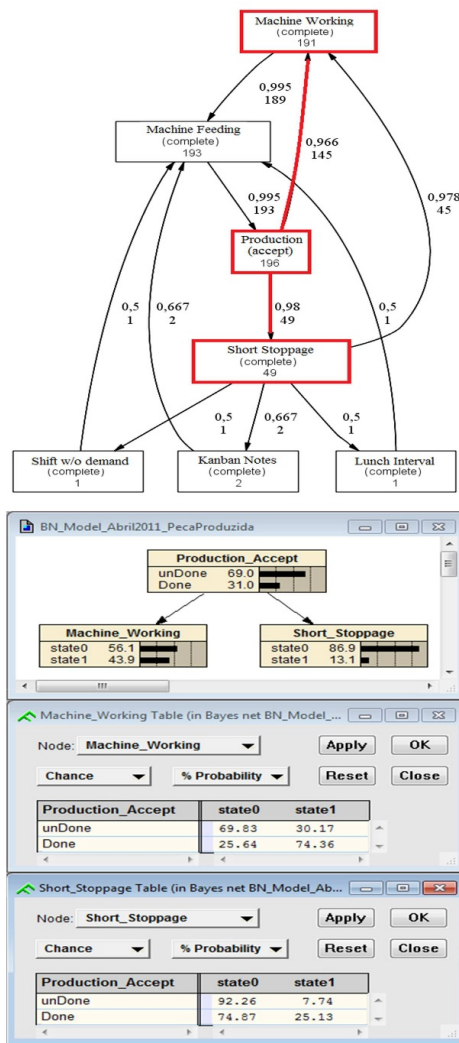 Machine Working
(complete)
191
0,995
189
Machine Feeding
(complete)
193
0,966
145
0,995
193
0,978
45
Production
(accept)
196
0,5
1
0,667
2
0,98
49
0,5
1
Short Stoppage
(complete)
49
0,5
1
0,667
2
0,5
1
Shift w/o demand
(complete)
1
Kanban Notes
(complete)
2
Lunch Interval
(complete)
1
BN_Model_Abril2011_PecaProduzida
Production_Accept
unDone 69.0
Done 31.0
Machine_Working
state0 56.1
state1 43.9
Short_Stoppage
state0 86.9
state1 13.1
Machine_Working Table (in Bayes net BN_Model_...
Node: Machine_Working Apply OK
Chance % Probability Reset Close
Production_Accept state0 state1
unDone 69.83 30.17
Done 25.64 74.36
Short_Stoppage Table (in Bayes net BN_Model_Ab...
Node: Short_Stoppage Apply OK
Chance % Probability Reset Close
Production_Accept state0 state1
unDone 92.26 7.74
Done 74.87 25.13